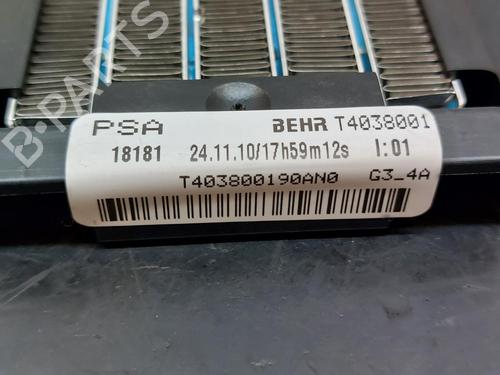 B-PARTS
PSA BEHR T4038001
18181 24.11.10/17h59m12s I:01
T403800190AN0 G3_4A